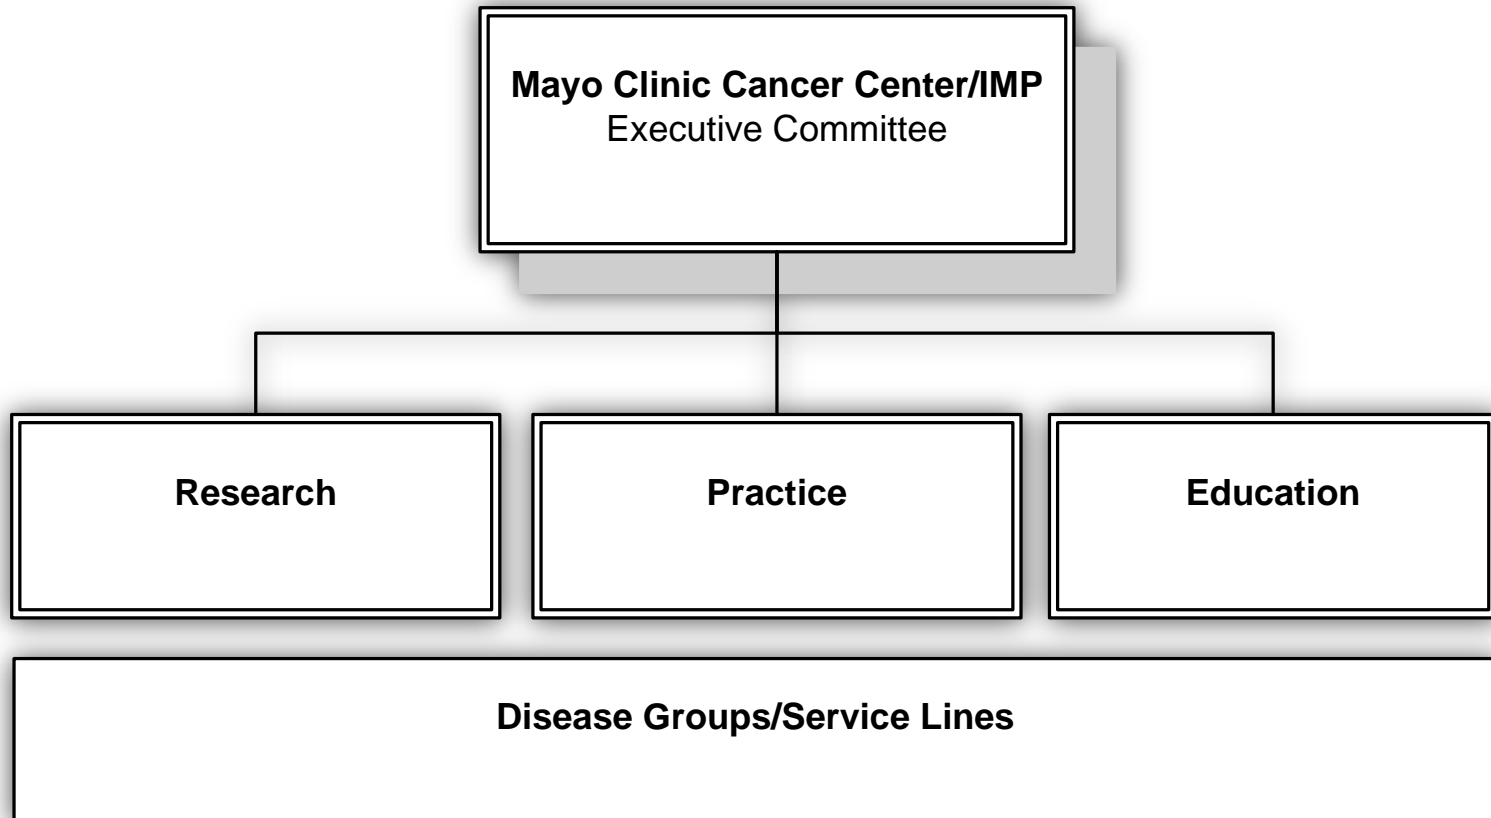 Mayo Clinic Cancer Center/IMP
Executive Committee
Research
Practice
Education
Disease Groups/Service Lines